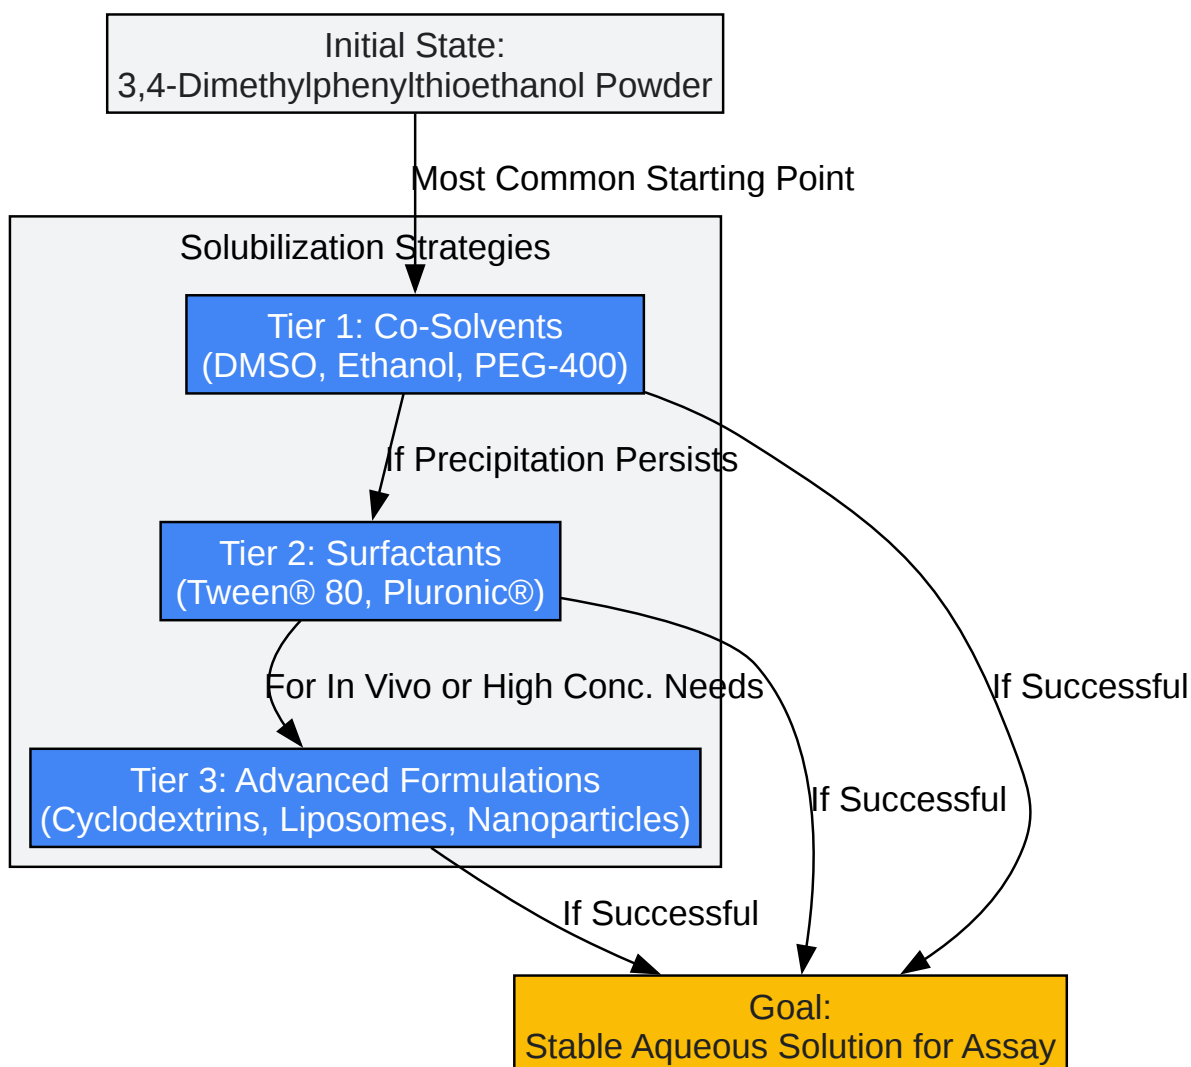 Initial State:
3,4-Dimethylphenylthioethanol Powder
Most Common Starting Point
Solubilization Strategies
Tier 1: Co-Solvents
(DMSO, Ethanol, PEG-400)
If Precipitation Persists
Tier 2: Surfactants
(Tween® 80, Pluronic®)
For In Vivo or High Conc. Needs
If Successful
Tier 3: Advanced Formulations
(Cyclodextrins, Liposomes, Nanoparticles)
If Successful
If Successful
Goal:
Stable Aqueous Solution for Assay